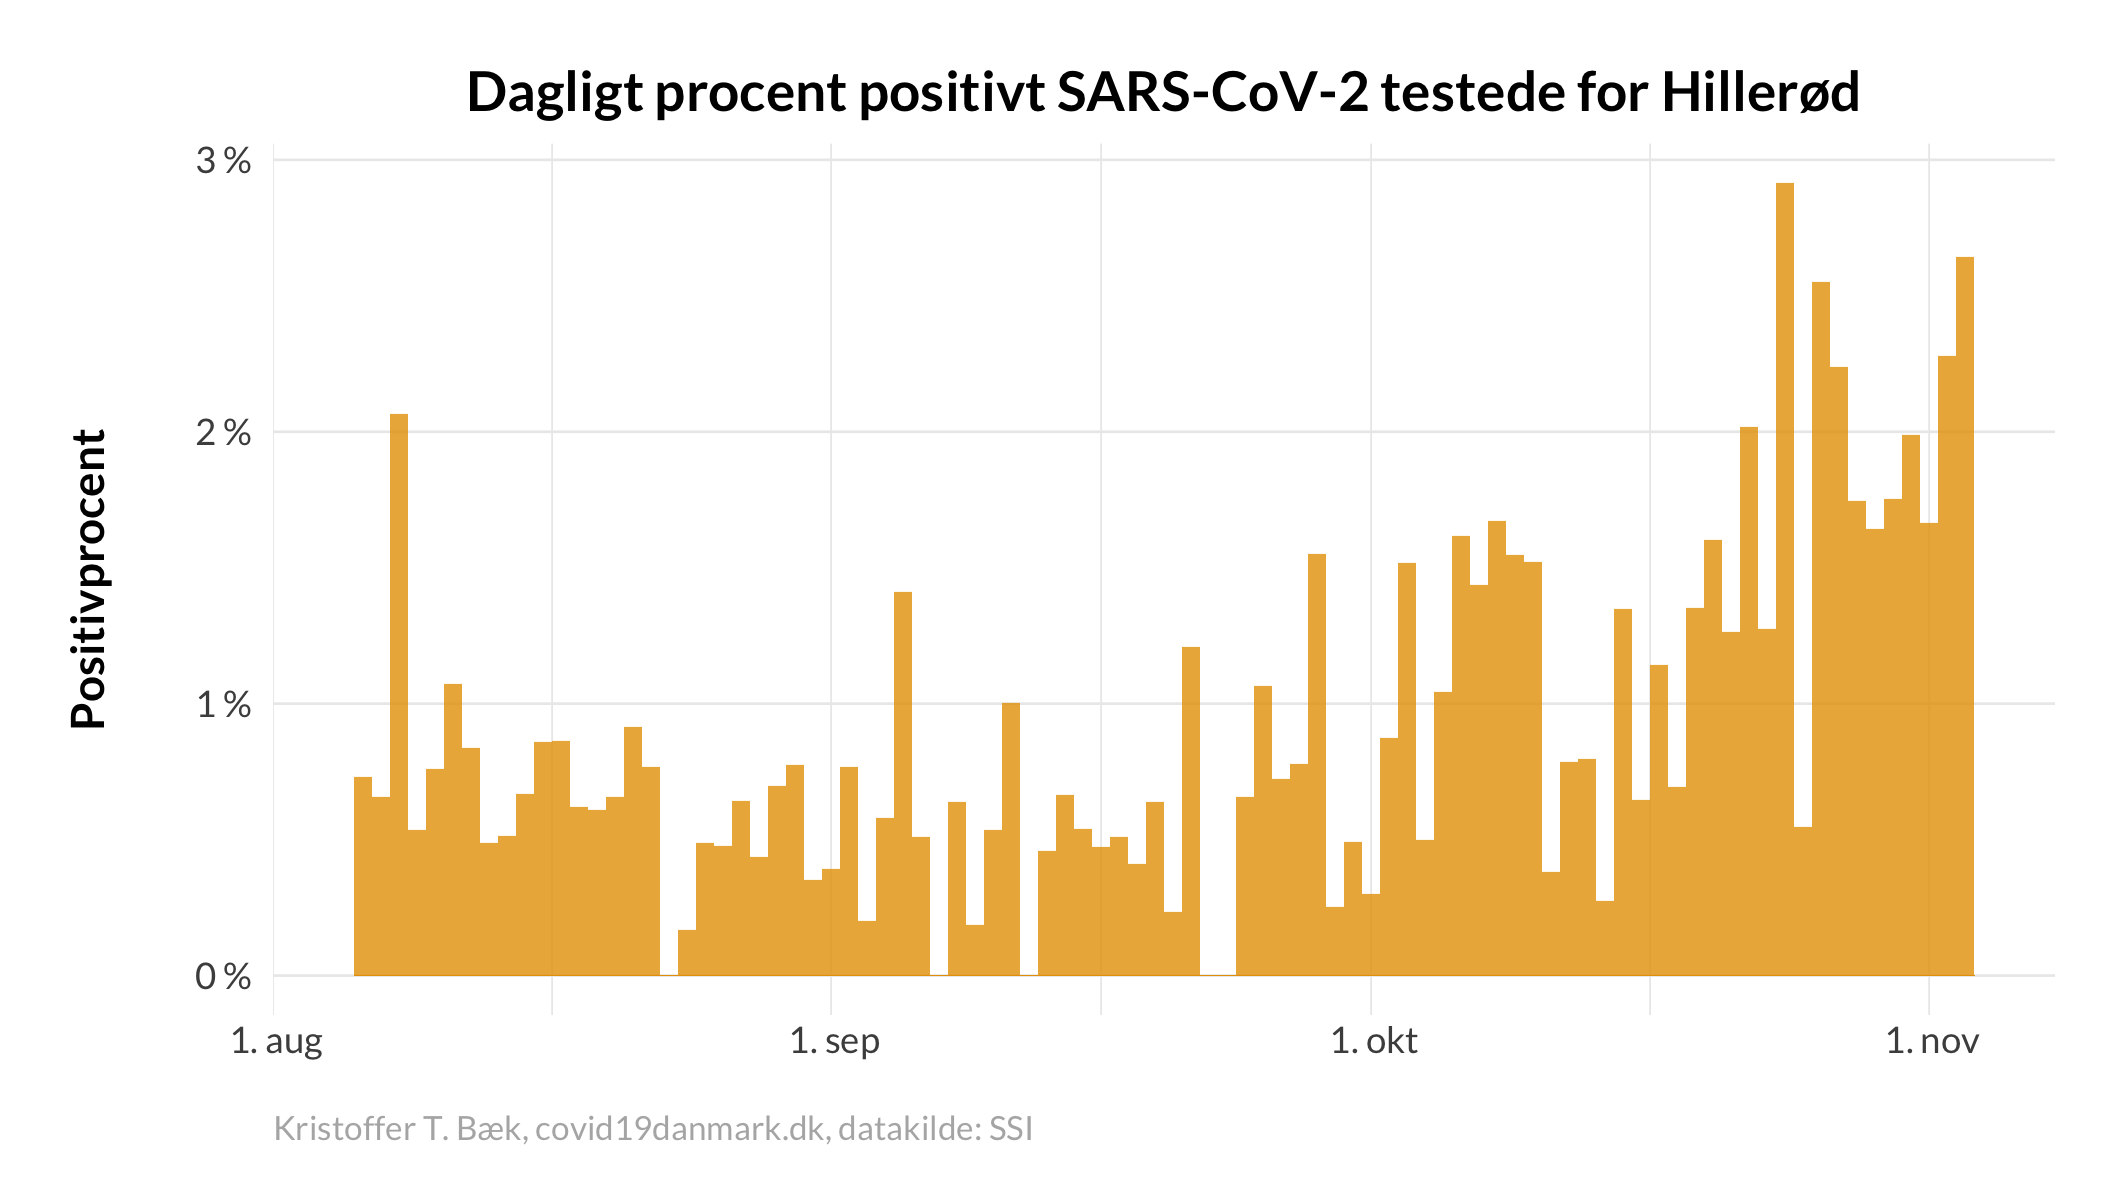 Dagligt procent positivt SARS-CoV-2 testede for Hillerød
Positivprocent
3 %
2 %
1 %
0 %
1. aug
1. sep
1. okt
1. nov
Kristoffer T. Bæk, covid19danmark.dk, datakilde: SSI